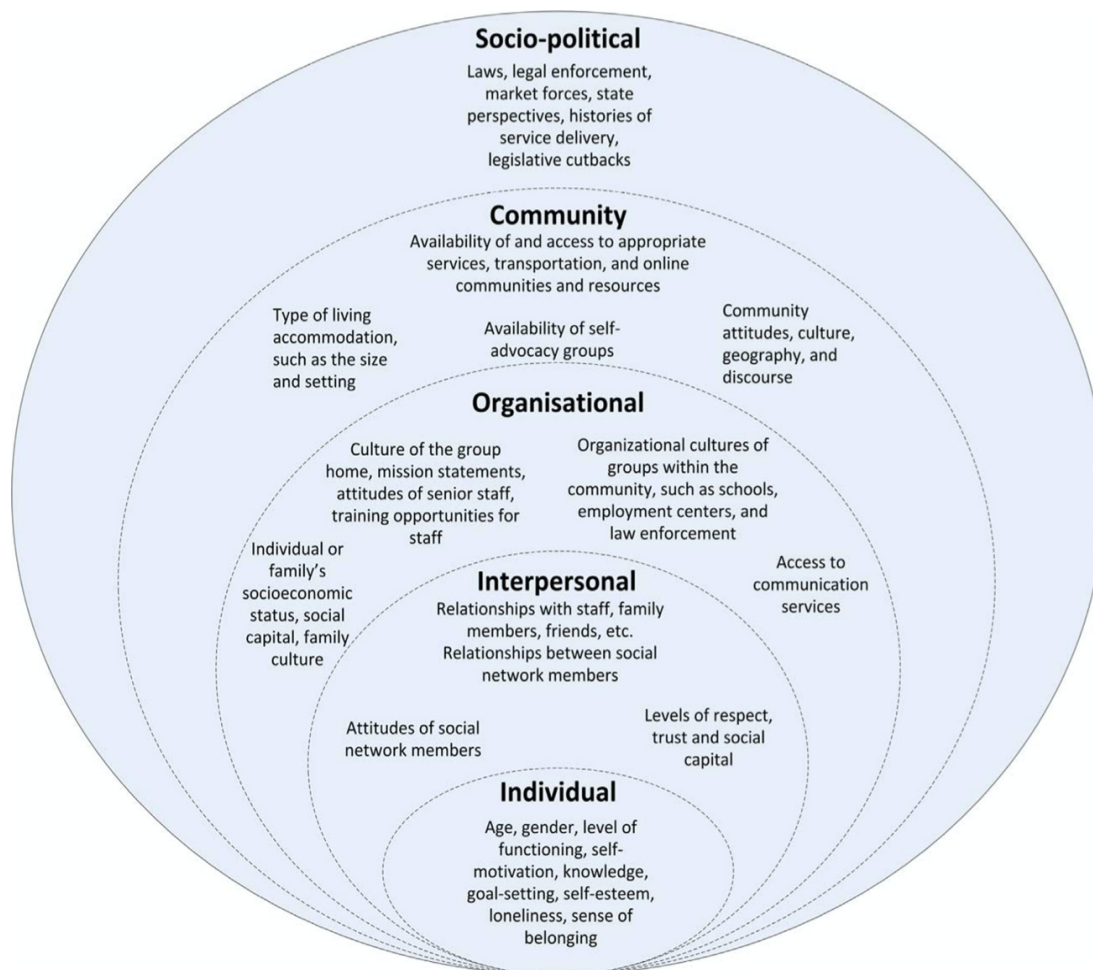 Socio-political
Laws, legal enforcement,
market forces, state
perspectives, histories of
service delivery,
legislative cutbacks
Community
Availability of and access to appropriate
services, transportation, and online
communities and resources
Type of living
accommodation,
such as the size
and setting
Availability of self-
advocacy groups
Community
attitudes, culture,
geography, and
discourse
Organisational
Culture of the group
home, mission statements,
attitudes of senior staff,
training opportunities for
staff
Organizational cultures of
groups within the
community, such as schools,
employment centers, and
law enforcement
Individual or
family’s
socioeconomic
status, social
capital, family
culture
Access to
communication
services
Interpersonal
Relationships with staff, family
members, friends, etc.
Relationships between social
network members
Attitudes of social
network members
Levels of respect,
trust and social
capital
Individual
Age, gender, level of
functioning, self-
motivation, knowledge,
goal-setting, self-esteem,
loneliness, sense of
belonging